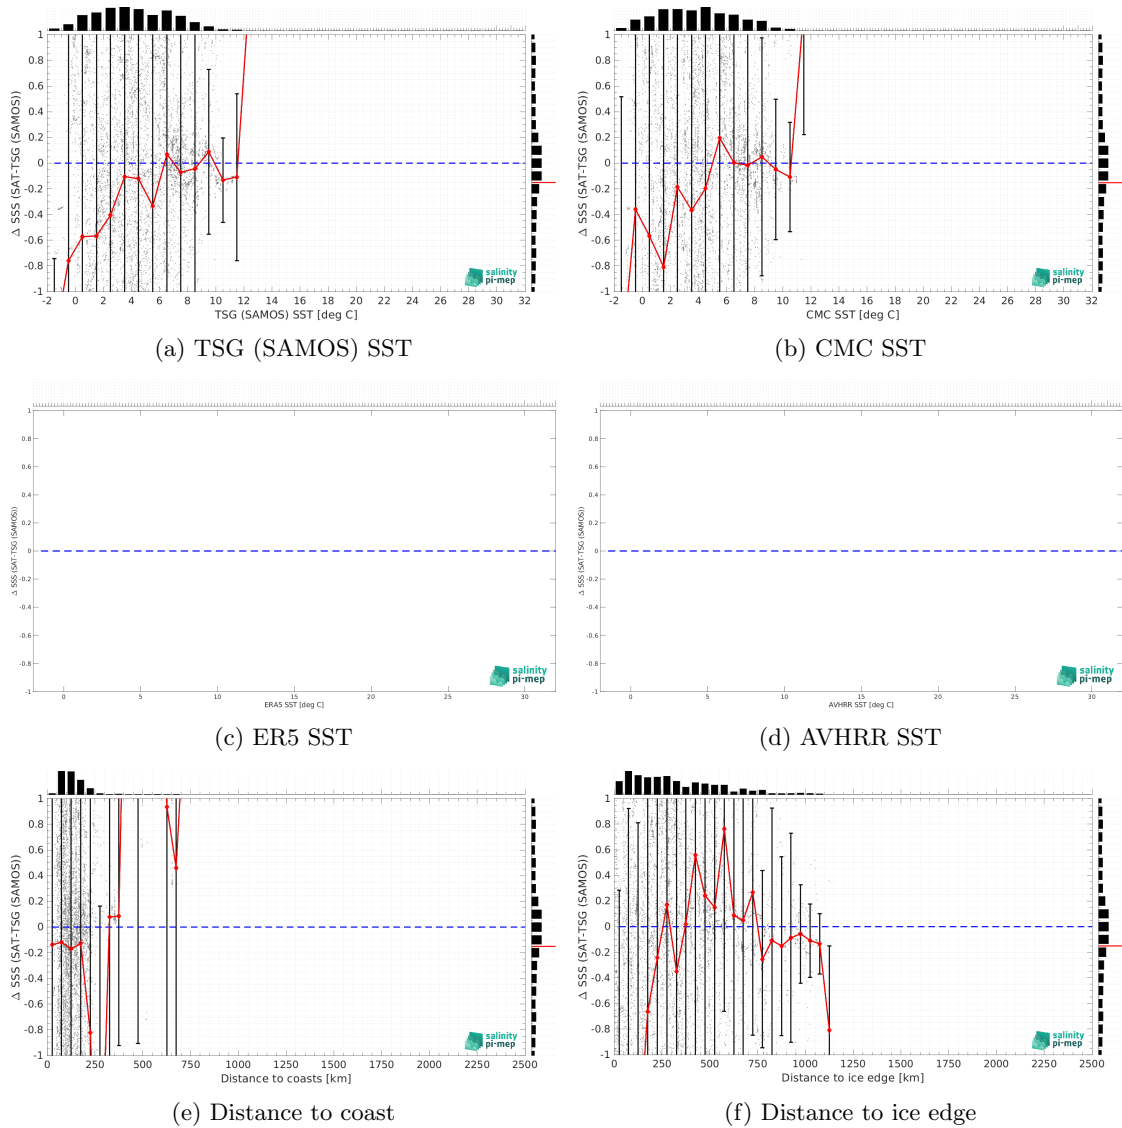 1
0.8
0.6
0.4
0.2
0
-0.2
-0.4
-0.6
-0.8
-1
Δ SSS (SAT-TSG (SAMOS))
-2 0 2 4 6 8 10 12 14 16 18 20 22 24 26 28 30 32
TSG (SAMOS) SST [deg C]
salinity
pi-mep
(a) TSG (SAMOS) SST
1
0.8
0.6
0.4
0.2
0
-0.2
-0.4
-0.6
-0.8
-1
Δ SSS (SAT-TSG (SAMOS))
-2 0 2 4 6 8 10 12 14 16 18 20 22 24 26 28 30 32
CMC SST [deg C]
salinity
pi-mep
(b) CMC SST
1
0.8
0.6
0.4
0.2
0
-0.2
-0.4
-0.6
-0.8
-1
Δ SSS (SAT-TSG (SAMOS))
0 5 10 15 20 25 30
ERA5 SST [deg C]
salinity
pi-mep
(c) ER5 SST
1
0.8
0.6
0.4
0.2
0
-0.2
-0.4
-0.6
-0.8
-1
Δ SSS (SAT-TSG (SAMOS))
0 5 10 15 20 25 30
AVHRR SST [deg C]
salinity
pi-mep
(d) AVHRR SST
1
0.8
0.6
0.4
0.2
0
-0.2
-0.4
-0.6
-0.8
-1
Δ SSS (SAT-TSG (SAMOS))
0 250 500 750 1000 1250 1500 1750 2000 2250 2500
Distance to coasts [km]
salinity
pi-mep
(e) Distance to coast
1
0.8
0.6
0.4
0.2
0
-0.2
-0.4
-0.6
-0.8
-1
Δ SSS (SAT-TSG (SAMOS))
0 250 500 750 1000 1250 1500 1750 2000 2250 2500
Distance to ice edge [km]
salinity
pi-mep
(f) Distance to ice edge